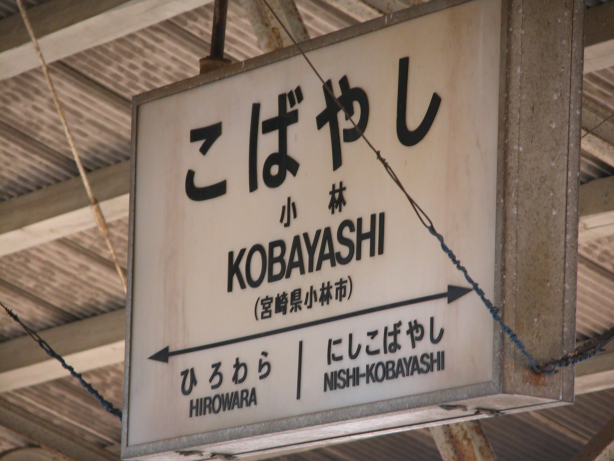 こばやし
小林
KOBAYASHI
(宮崎県小林市)
ひろわら
HIROWARA
にしこばやし
NISHI-KOBAYASHI